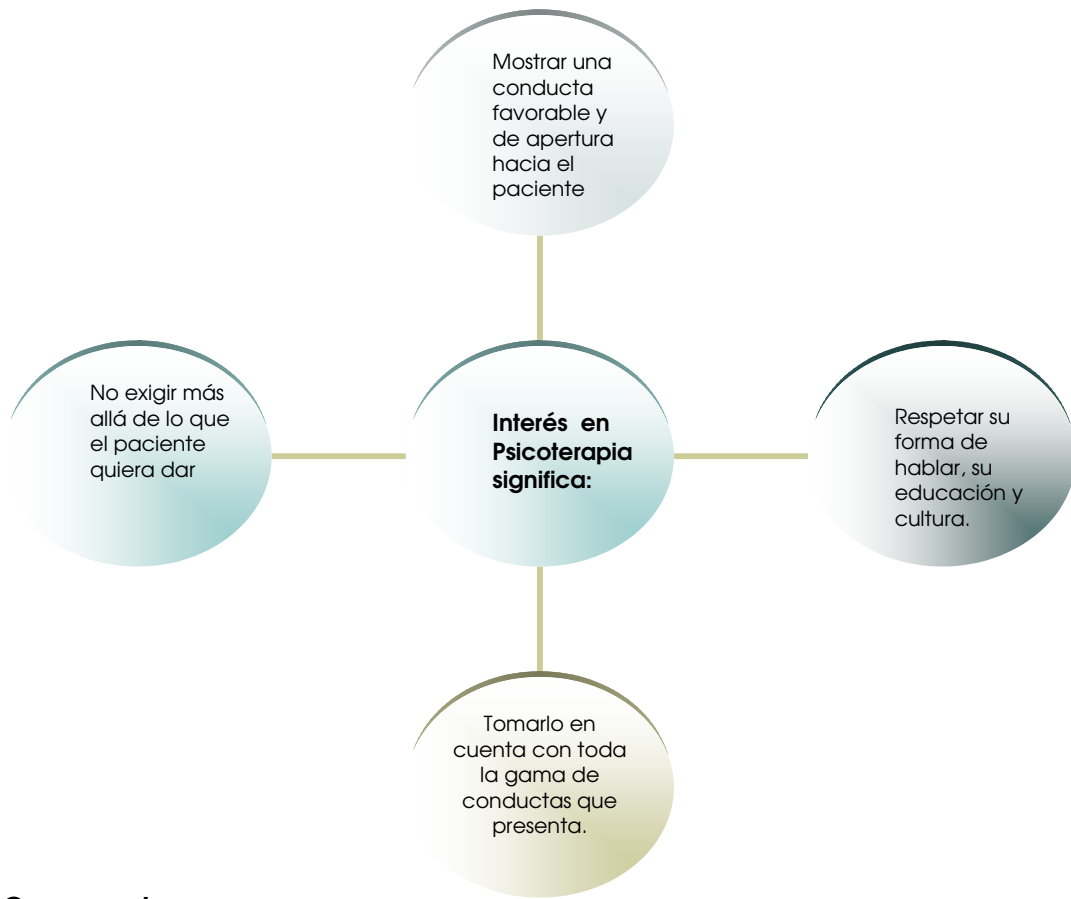 Mostrar una
conducta
favorable y
de apertura
hacia el
paciente
No exigir más
allá de lo que
el paciente
quiera dar
Interés en
Psicoterapia
significa:
Respetar su
forma de
hablar, su
educación y
cultura.
Tomarlo en
cuenta con toda
la gama de
conductas que
presenta.